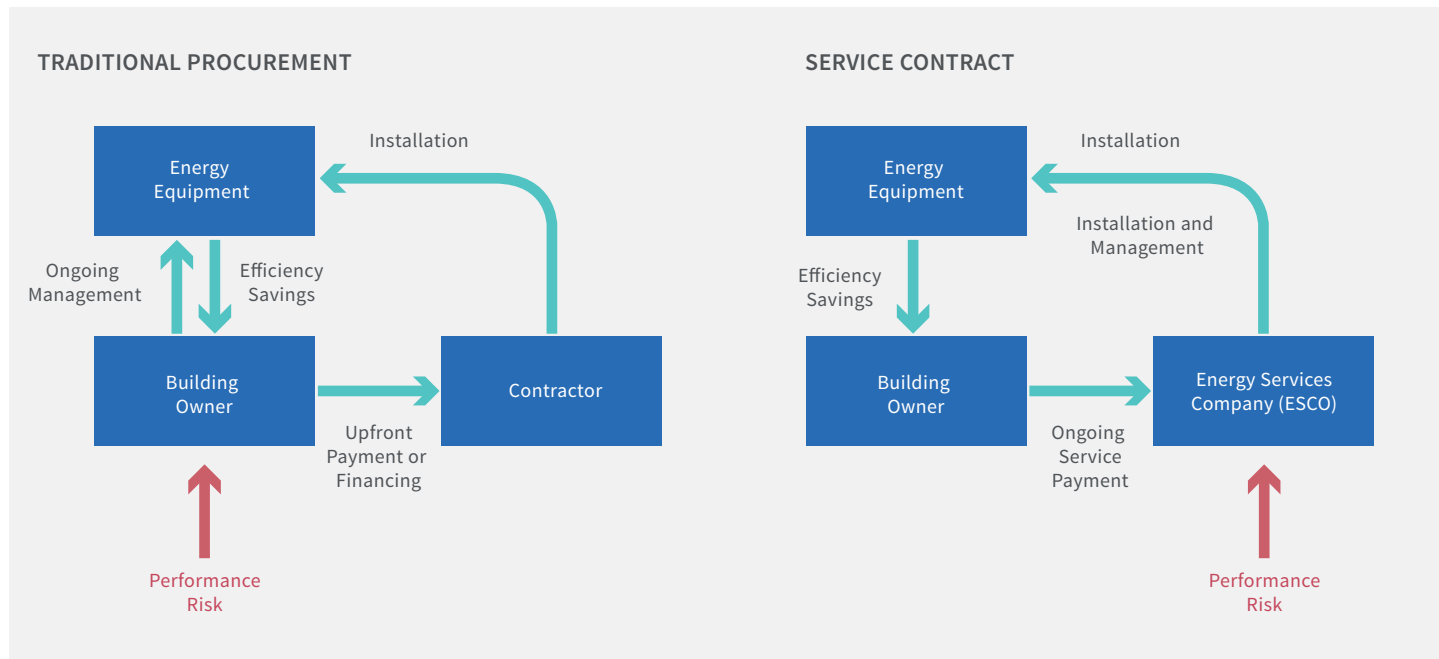 TRADITIONAL PROCUREMENT
Installation
Energy
Equipment
Ongoing
Management
Efficiency
Savings
Building
Owner
Contractor
Upfront
Payment or
Financing
Performance
Risk
SERVICE CONTRACT
Installation
Energy
Equipment
Installation and
Management
Efficiency
Savings
Building
Owner
Energy Services
Company (ESCO)
Ongoing
Service
Payment
Performance
Risk